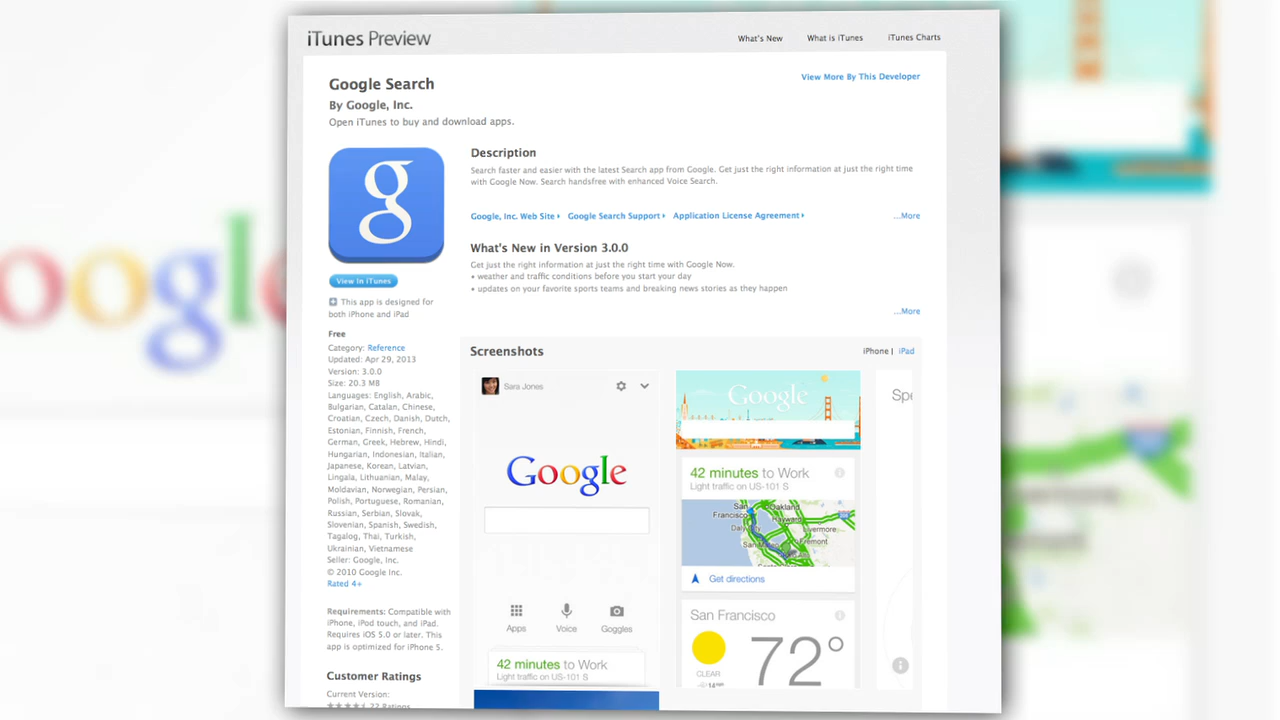 iTunes Preview
What's New
What is iTunes
iTunes Charts
Google Search
View More By This Developer
By Google, Inc.
Open iTunes to buy and download apps.
g
Description
Search faster and easier with the latest Search app from Google. Get just the right information at just the right time
with Google Now. Search handsfree with enhanced Voice Search.
Google, Inc. Web Site
Google Search Support
Application License Agreement
...More
What's New in Version 3.0.0
Get just the right information at just the right time with Google Now.
• weather and traffic conditions before you start your day
• updates on your favorite sports teams and breaking news stories as they happen
...More
View In iTunes
This app is designed for
both iPhone and iPad
Free
Category: Reference
Updated: Apr 29, 2013
Version: 3.0.0
Size: 20.3 MB
Languages: English, Arabic,
Bulgarian, Catalan, Chinese,
Croatian, Czech, Danish, Dutch,
Estonian, Finnish, French,
German, Greek, Hebrew, Hindi,
Hungarian, Indonesian, Italian,
Japanese, Korean, Latvian,
Lingala, Lithuanian, Malay,
Moldavian, Norwegian, Persian,
Polish, Portuguese, Romanian,
Russian, Serbian, Slovak,
Slovenian, Spanish, Swedish,
Tagalog, Thai, Turkish,
Ukrainian, Vietnamese
Seller: Google, Inc.
© 2010 Google Inc.
Rated 4+
Requirements: Compatible with
iPhone, iPod touch, and iPad.
Requires iOS 5.0 or later. This
app is optimized for iPhone 5.
Customer Ratings
Current Version:
22 Ratings
Screenshots
iPhone | iPad
Sara Jones
Google
Apps
Voice
Goggles
42 minutes to Work
Light traffic on US-101 S
Google
42 minutes to Work
Light traffic on US-101 S
San
Francisco
Oakland
Hayward
Daly City
Livermore
Fremont
Get directions
San Francisco
72°
CLEAR
Spe
oogle